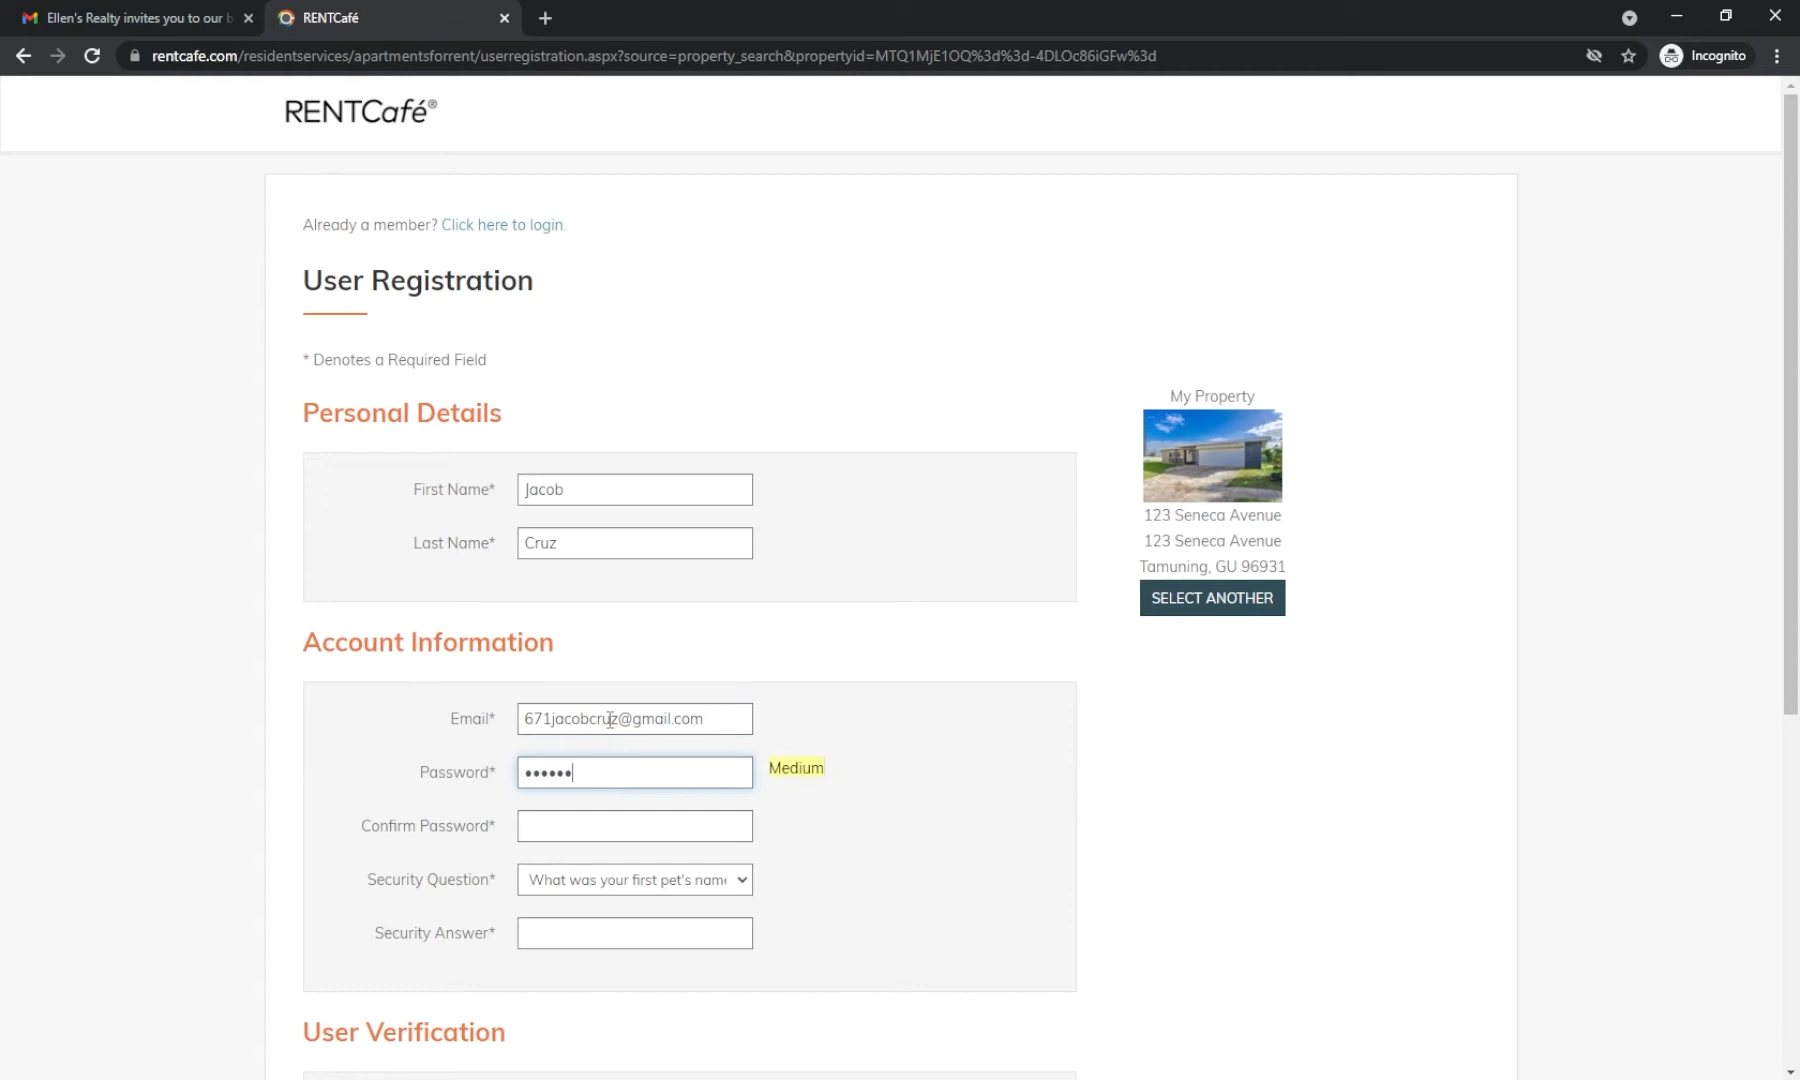 Ellen's Realty invites you to our b
RENTCafé
rentcafe.com/residentservices/apartmentsforrent/userregistration.aspx?source=property_search&propertyid=MTQ1MjE1OQ%3d%3d-4DLOc86iGFw%3d
Incognito
RENTCafé®
Already a member? Click here to login.
User Registration
* Denotes a Required Field
Personal Details
First Name*
Jacob
Last Name*
Cruz
My Property
123 Seneca Avenue
123 Seneca Avenue
Tamuning, GU 96931
SELECT ANOTHER
Account Information
Email*
671jacobcruz@gmail.com
Password*
••••••
Medium
Confirm Password*
Security Question*
What was your first pet's name
Security Answer*
User Verification